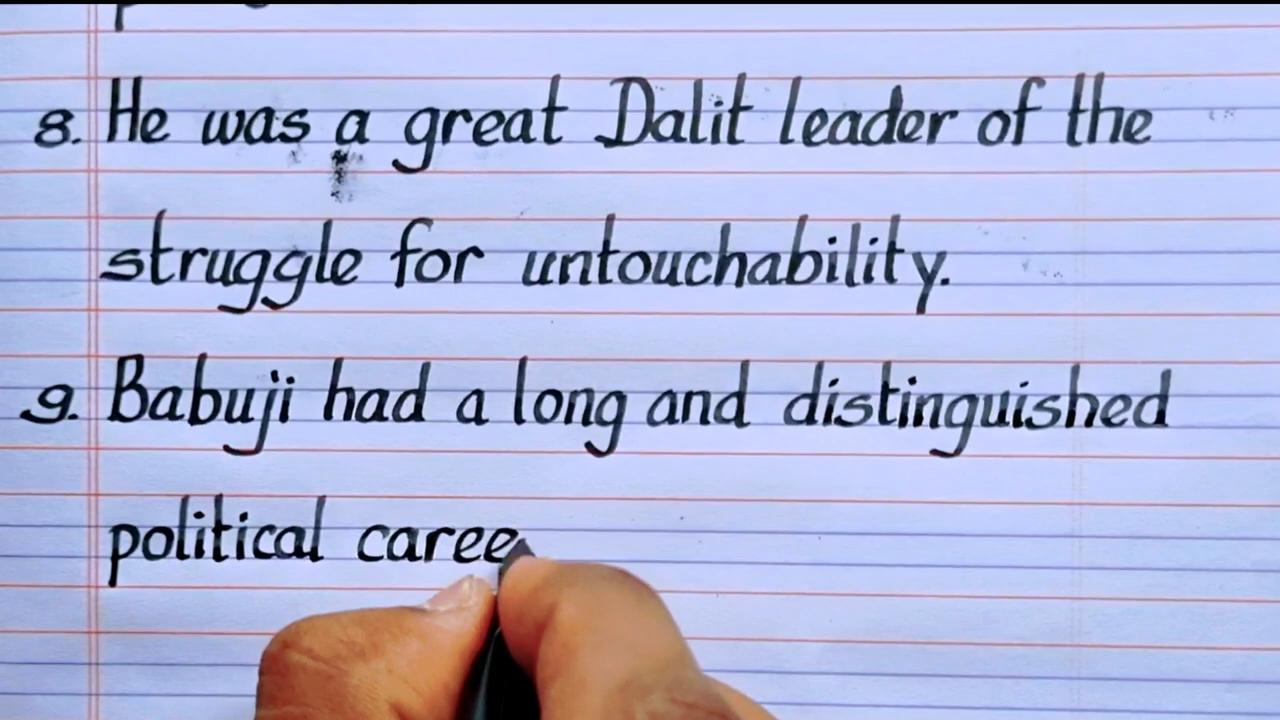 8. He was a great Dalit leader of the
struggle for untouchability.
9. Babuji had a long and distinguished
political caree